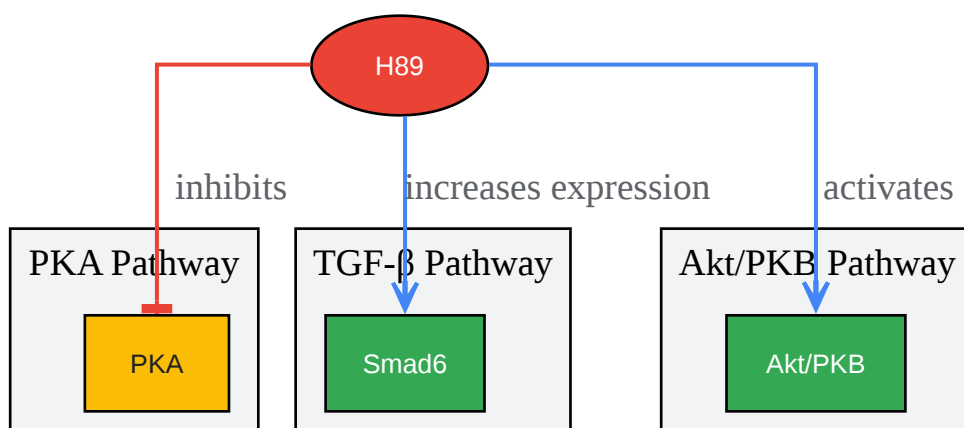 H89
inhibits
increases expression
activates
PKA Pathway
TGF-β Pathway
Akt/PKB Pathway
PKA
Smad6
Akt/PKB